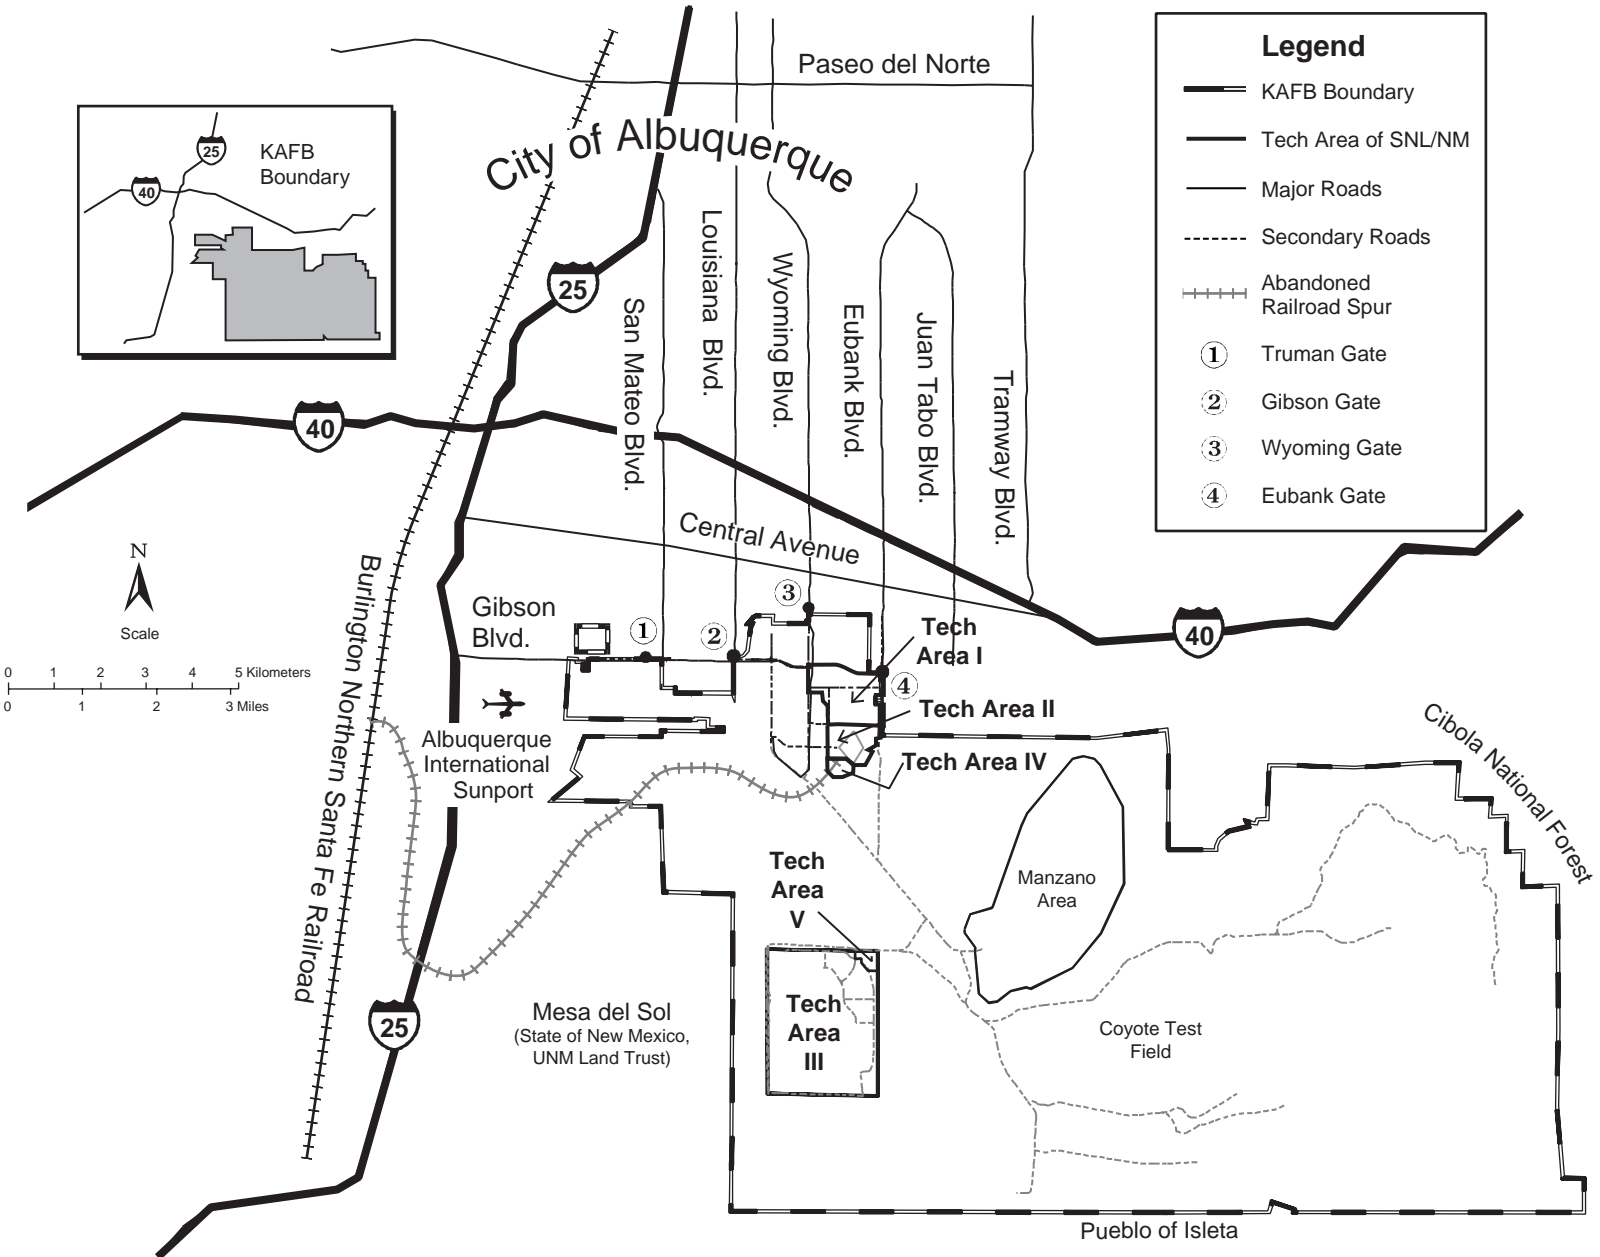 Paseo del Norte
City of Albuquerque
25
40
KAFB
Boundary
Legend
KAFB Boundary
Tech Area of SNL/NM
Major Roads
Secondary Roads
Abandoned
Railroad Spur
1
Truman Gate
2
Gibson Gate
3
Wyoming Gate
4
Eubank Gate
25
40
San Mateo Blvd.
Louisiana Blvd.
Wyoming Blvd.
Eubank Blvd.
Juan Tabo Blvd.
Tramway Blvd.
Central Avenue
N
Scale
0 1 2 3 4 5 Kilometers
0 1 2 3 Miles
Burlington Northern Santa Fe Railroad
Gibson
Blvd.
1
2
3
4
Tech
Area I
Tech Area II
Tech Area IV
40
Albuquerque
International
Sunport
Cibola National Forest
Tech
Area
V
Manzano
Area
Tech
Area
III
Mesa del Sol
(State of New Mexico,
UNM Land Trust)
25
Coyote Test
Field
Pueblo of Isleta